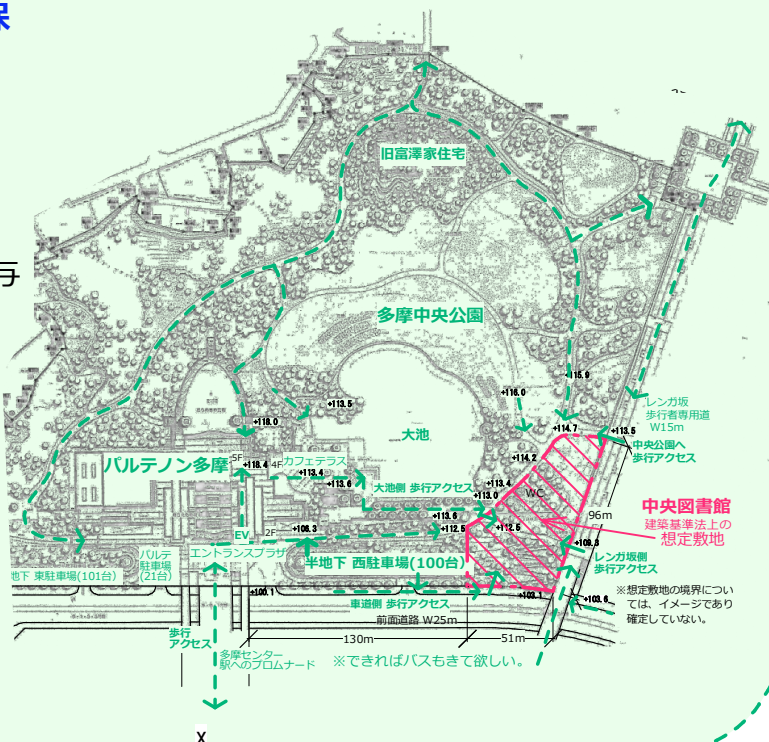 保
与
旧富澤家住宅
多摩中央公園
+115.9
+116.0
レンガ坂
歩行者専用道
W15m
+113.5
+118.0
大池
+114.7
+113.5
中央公園へ
歩行アクセス
パルテノン多摩
5F
+118.4
4F
カフェテラス
+113.4
+113.6
+114.2
大池側 歩行アクセス
+113.4
+113.0
WC
中央図書館
建築基準法上の
想定敷地
96m
+113.6
+112.5
+112.5
EV
2F
+106.3
エントランスプラザ
+109.3
レンガ坂側
歩行アクセス
パルテ
駐車場
(21台)
地下 東駐車場(101台)
半地下 西駐車場(100台)
+100.1
車道側 歩行アクセス
+103.1
+103.6
※想定敷地の境界につい
ては、イメージであり
確定していない。
前面道路 W25m
歩行
アクセス
130m
51m
多摩センター
駅へのプロムナード
※できればバスもきて欲しい。
X